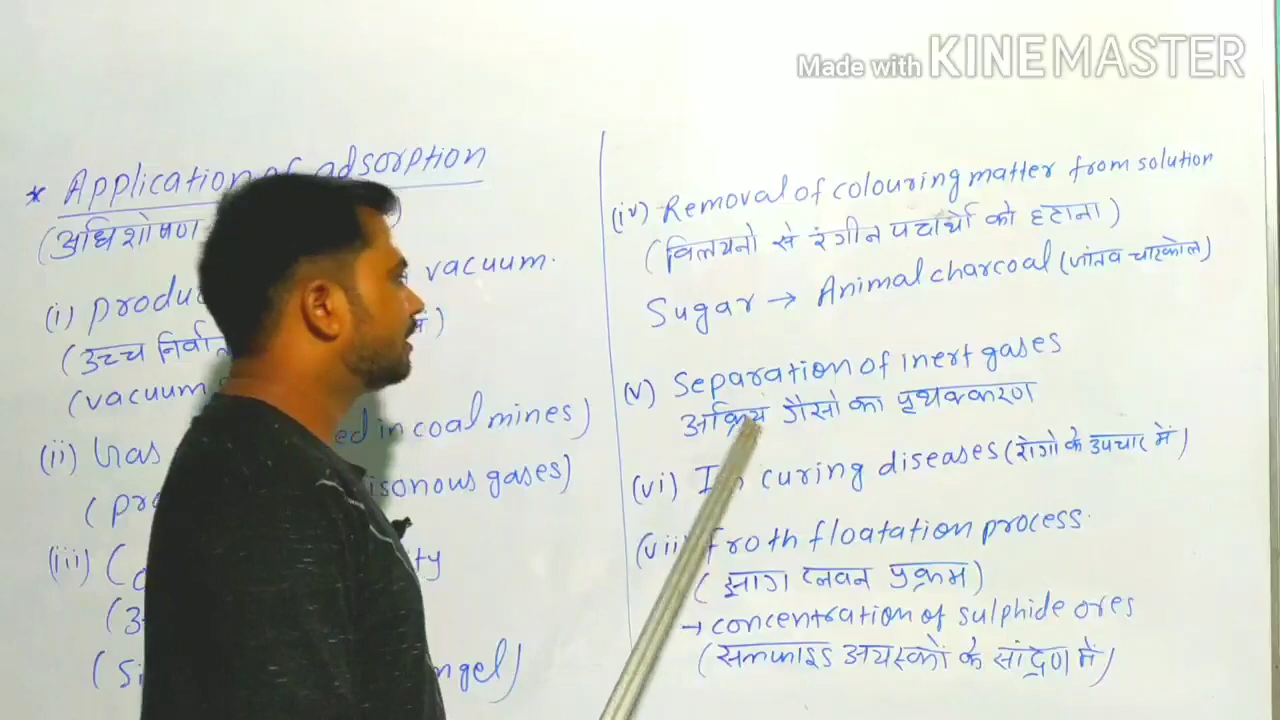 Made with KINEMASTER
* Application of adsorption
(अधिशोषण
(i) produ vacuum.
(उच्च निर्वा में)
(vacuum
(ii) Gas ed in coal mines)
(pr isonous gases)
(iii) ty
(Si ngel)
(iv) Removal of colouring matter from solution
(विलयनो से रंगीन पदार्थो को हटाना)
Sugar → Animal charcoal (जांतव चारकोल)
(v) Separation of inert gases
अक्रिय गैसो का पृथक्करण
(vi) In curing diseases (रोगो के उपचार में)
(vii) froth floatation process.
(झाग प्लवन प्रक्रम)
→ concentration of sulphide ores
(सल्फाइड अयस्कों के सांद्रण में)